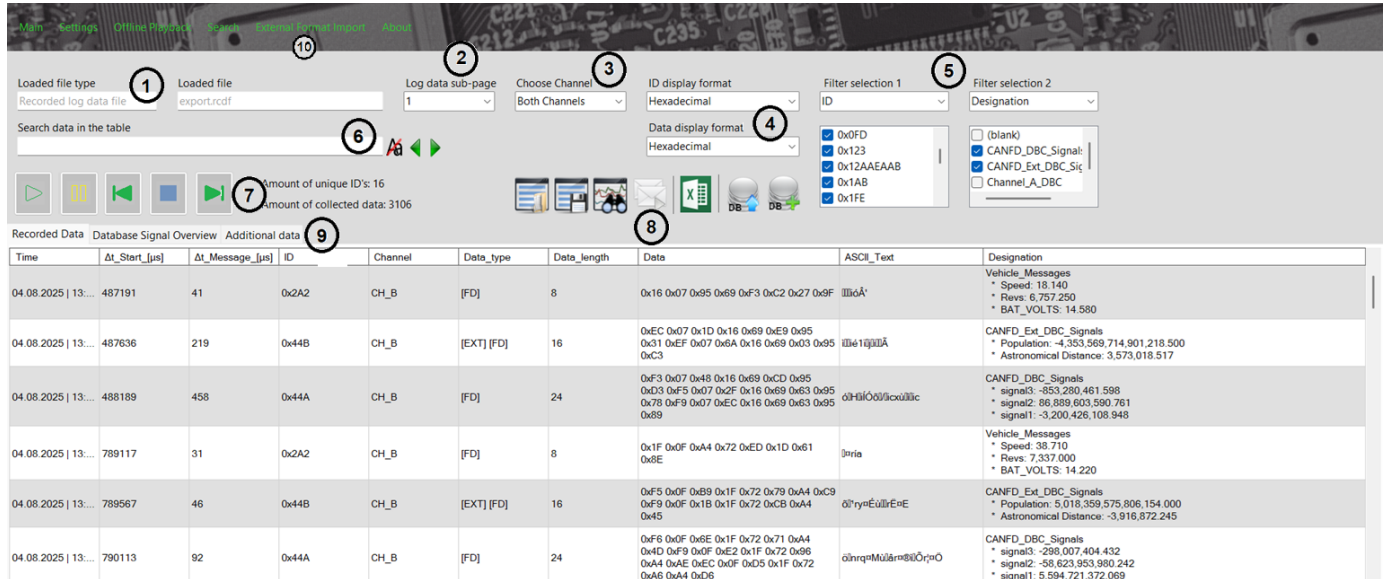 C22
C221
U2
C212
C235
Main Settings Offline Playback Search External Format Import About
10
Loaded file type 1 Loaded file Log data sub-page 2 Choose Channel 3 ID display format Filter selection 1 5 Filter selection 2
Recorded log data file export.rcdf 1 Both Channels Hexadecimal ID Designation
Search data in the table 6 Aa Data display format 4
Hexadecimal
0x0FD
0x123
0x12AAEAAB
0x1AB
0x1FE
(blank)
CANFD_DBC_Signals
CANFD_Ext_DBC_Sig
Channel_A_DBC
7 Amount of unique ID's: 16
Amount of collected data: 3106
DB DB
8
Recorded Data Database Signal Overview Additional data 9
Time Δt_Start_[µs] Δt_Message_[µs] ID Channel Data_type Data_length Data ASCII_Text Designation
04.08.2025 | 13:... 487191 41 0x2A2 CH_B [FD] 8 0x16 0x07 0x95 0x69 0xF3 0xC2 0x27 0x9F
Vehicle_Messages
* Speed: 18.140
* Revs: 6,757.250
* BAT_VOLTS: 14.580
04.08.2025 | 13:... 487636 219 0x44B CH_B [EXT] [FD] 16
0xEC 0x07 0x1D 0x16 0x69 0xE9 0x95
0x31 0xEF 0x07 0x6A 0x16 0x69 0x03 0x95
0xC3
CANFD_Ext_DBC_Signals
* Population: -4,353,569,714,901,218.500
* Astronomical Distance: 3,573,018.517
04.08.2025 | 13:... 488189 458 0x44A CH_B [FD] 24
0xF3 0x07 0x48 0x16 0x69 0xCD 0x95
0xD3 0xF5 0x07 0x2F 0x16 0x69 0x63 0x95
0x78 0xF9 0x07 0xEC 0x16 0x69 0x63 0x95
0x89
CANFD_DBC_Signals
* signal3: -853,280,461.598
* signal2: 86,889,603,590.761
* signal1: -3,200,426,108.948
04.08.2025 | 13:... 789117 31 0x2A2 CH_B [FD] 8
0x1F 0x0F 0xA4 0x72 0xED 0x1D 0x61
0x8E
Vehicle_Messages
* Speed: 38.710
* Revs: 7,337.000
* BAT_VOLTS: 14.220
04.08.2025 | 13:... 789567 46 0x44B CH_B [EXT] [FD] 16
0xF5 0x0F 0xB9 0x1F 0x72 0x79 0xA4 0xC9
0xF9 0x0F 0x1B 0x1F 0x72 0xCB 0xA4
0x45
CANFD_Ext_DBC_Signals
* Population: 5,018,359,575,806,154.000
* Astronomical Distance: -3,916,872.245
04.08.2025 | 13:... 790113 92 0x44A CH_B [FD] 24
0xF6 0x0F 0x6E 0x1F 0x72 0x71 0xA4
0x4D 0xF9 0x0F 0xE2 0x1F 0x72 0x96
0xA4 0xAE 0xEC 0x0F 0xD5 0x1F 0x72
0xA6 0xA4 0xD6
CANFD_DBC_Signals
* signal3: -298,007,404.432
* signal2: -58,623,953,980.242
* signal1: 5,594,721,372.069